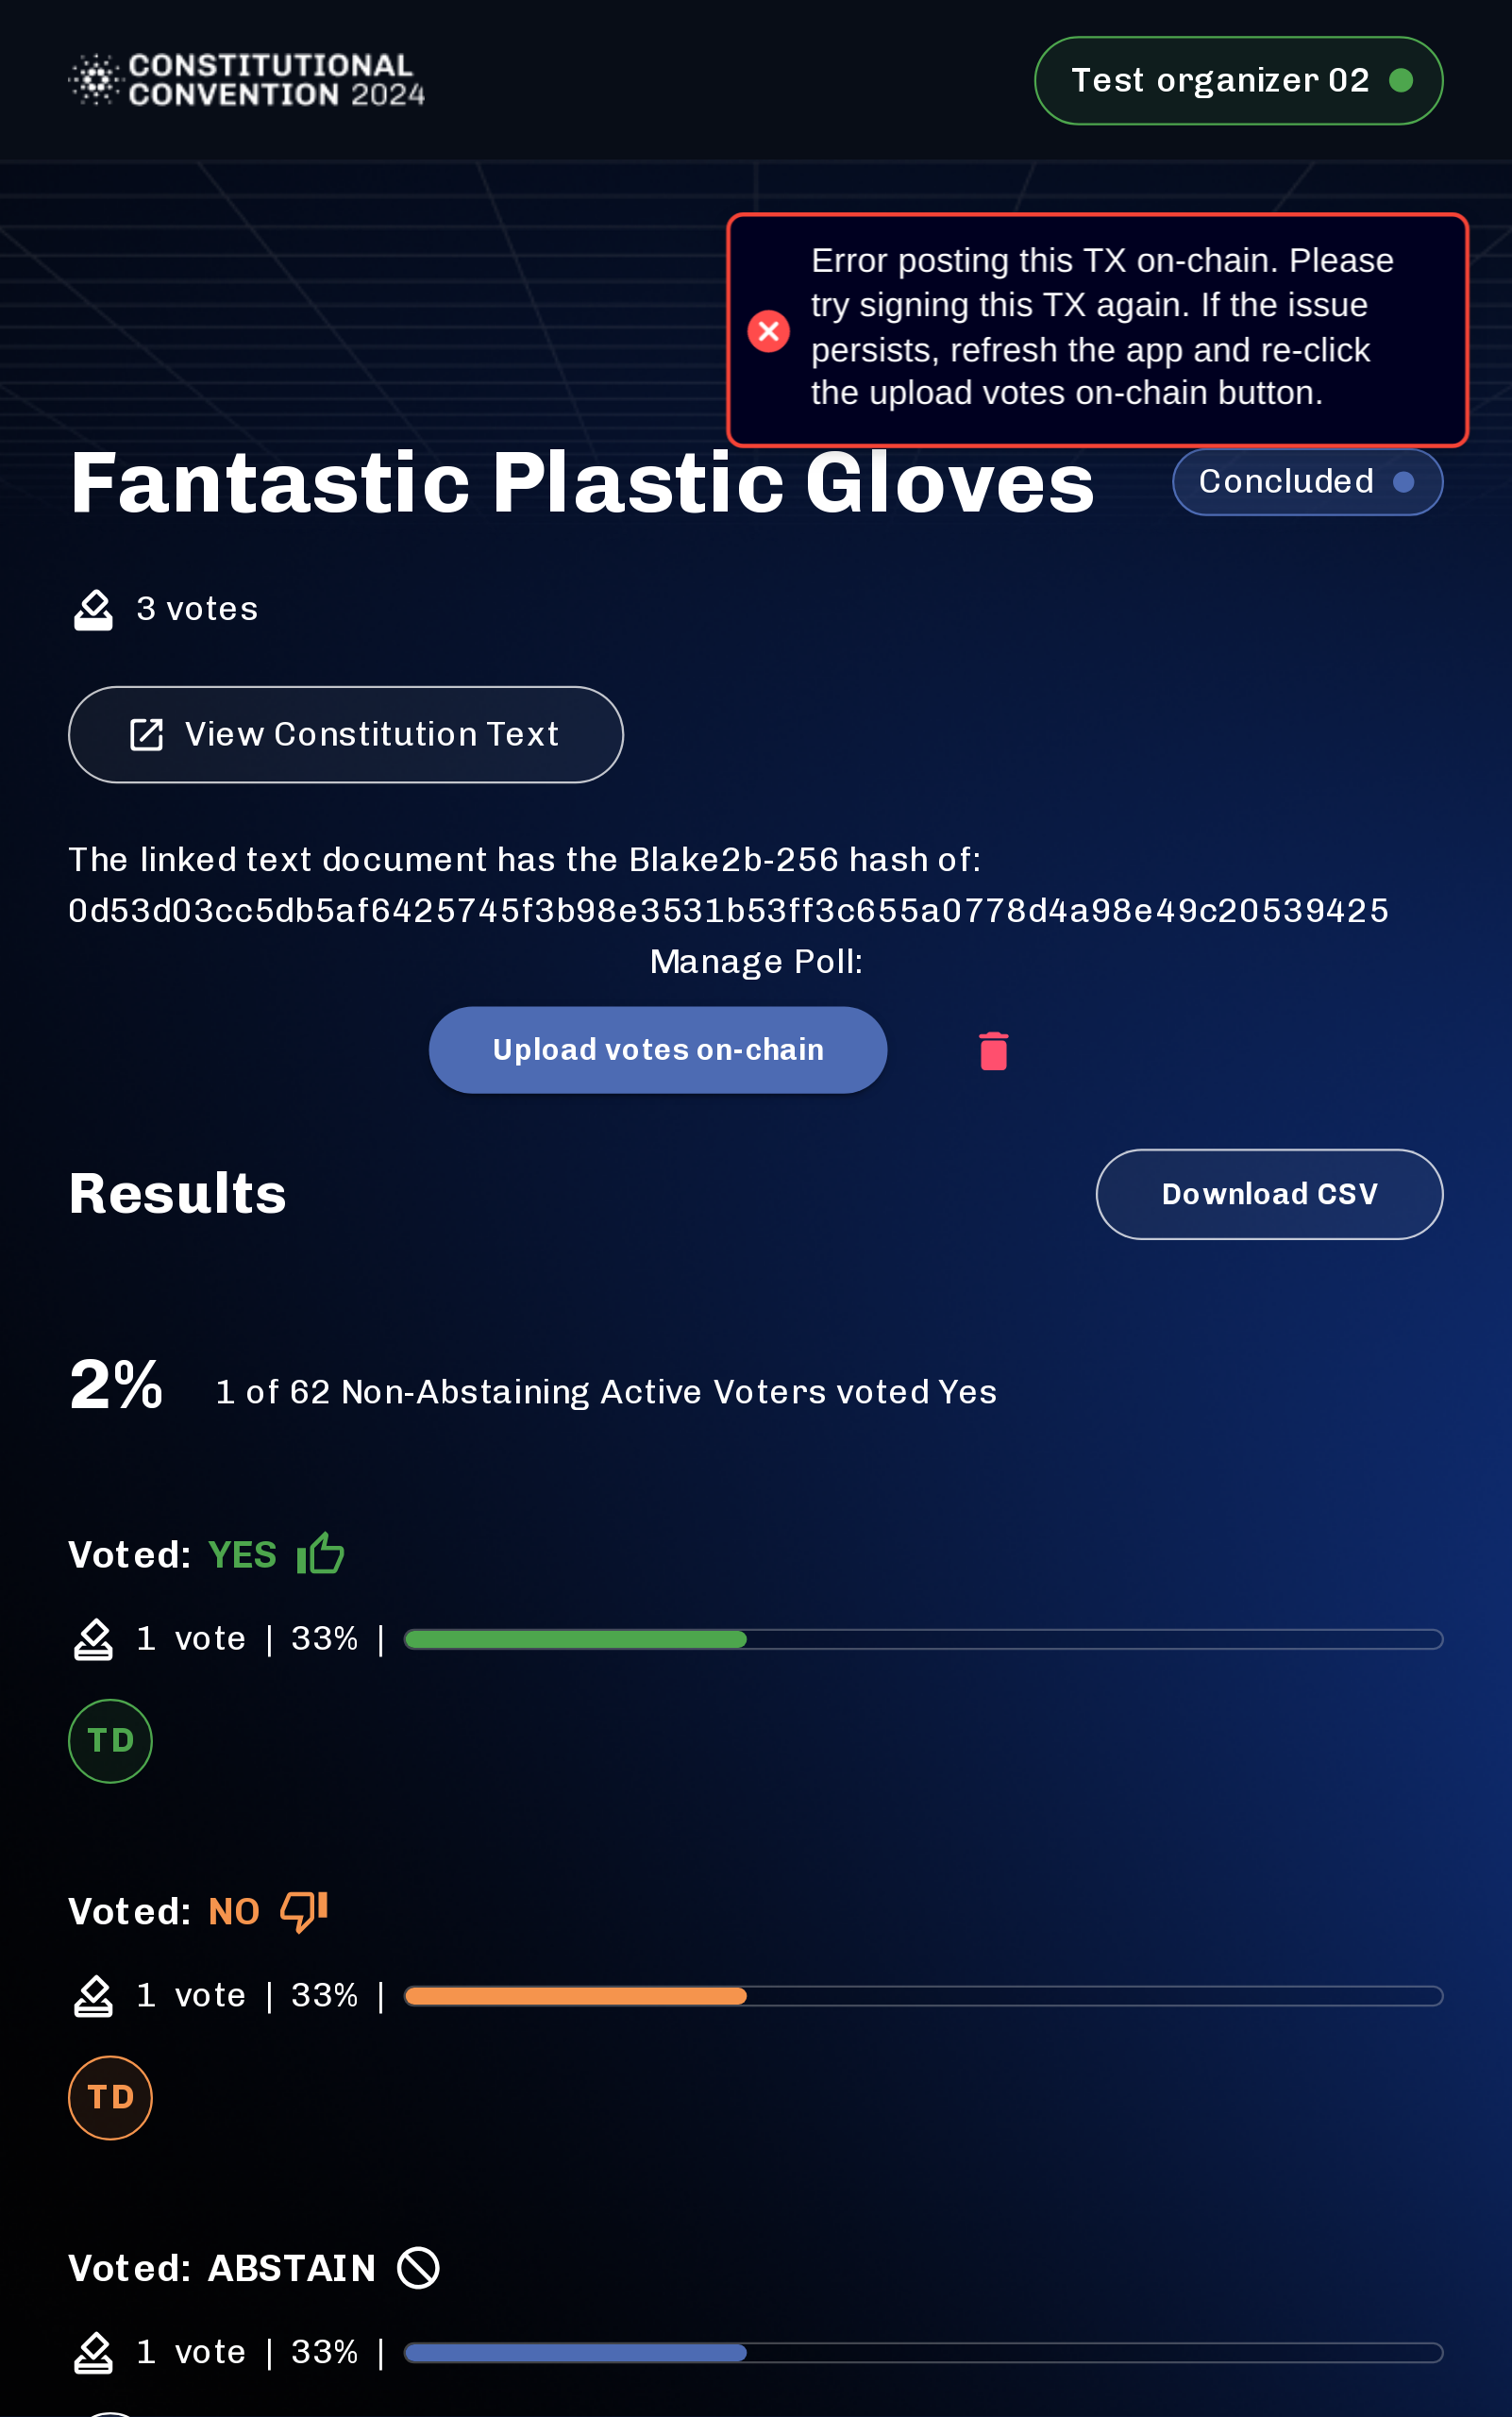 CONSTITUTIONAL
CONVENTION 2024
Test organizer 02
Error posting this TX on-chain. Please
try signing this TX again. If the issue
persists, refresh the app and re-click
the upload votes on-chain button.
Fantastic Plastic Gloves
Concluded
3 votes
View Constitution Text
The linked text document has the Blake2b-256 hash of:
0d53d03cc5db5af6425745f3b98e3531b53ff3c655a0778d4a98e49c20539425
Manage Poll:
Upload votes on-chain
Results
Download CSV
2%
1 of 62 Non-Abstaining Active Voters voted Yes
Voted: YES
1 vote | 33% |
TD
Voted: NO
1 vote | 33% |
TD
Voted: ABSTAIN
1 vote | 33% |